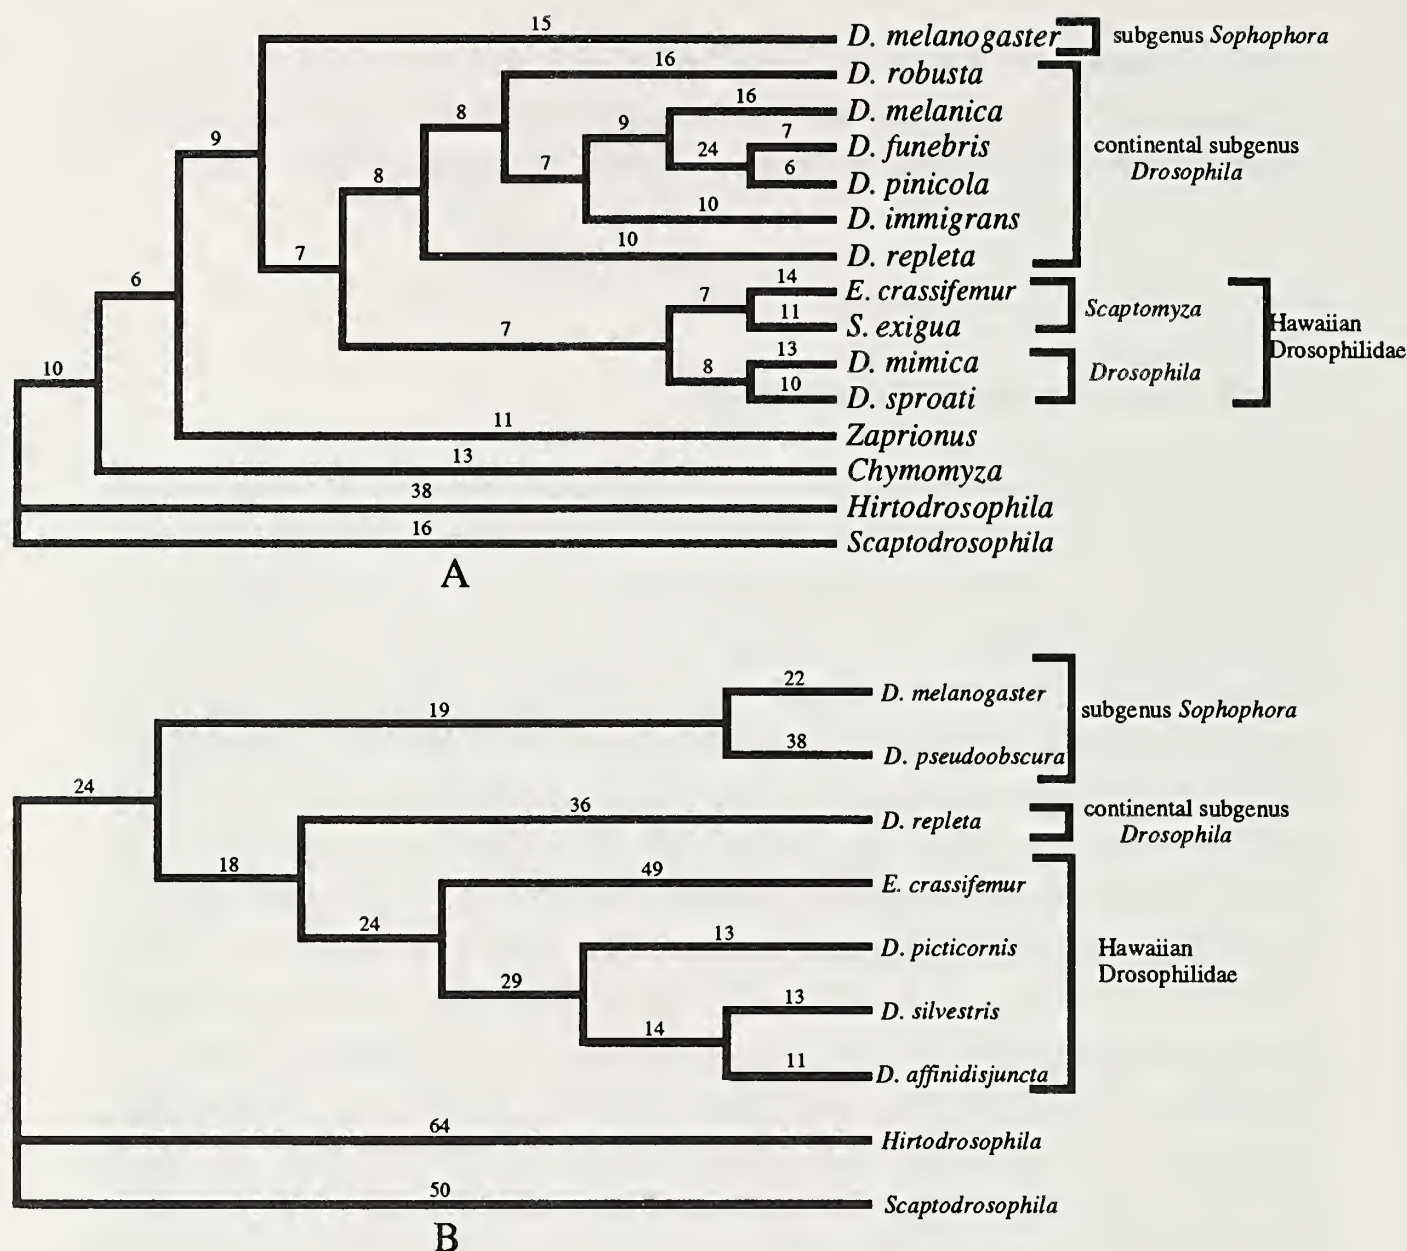 15
D. melanogaster
subgenus Sophophora
16
D. robusta
16
D. melanica
8
9
7
D. funebris
continental subgenus
Drosophila
9
24
6
D. pinicola
7
8
10
D. immigrans
10
D. repleta
7
14
E. crassifemur
6
7
11
S. exigua
Scaptomyza
Hawaiian
Drosophilidae
7
13
D. mimica
10
8
Drosophila
10
D. sproati
11
Zaprionus
13
Chymomyza
38
Hirtodrosophila
16
Scaptodrosophila
A
22
D. melanogaster
19
subgenus Sophophora
38
D. pseudoobscura
24
36
D. repleta
continental subgenus
Drosophila
18
49
E. crassifemur
24
13
D. picticornis
Hawaiian
Drosophilidae
29
13
D. silvestris
14
11
D. affinidisjuncta
64
Hirtodrosophila
50
Scaptodrosophila
B